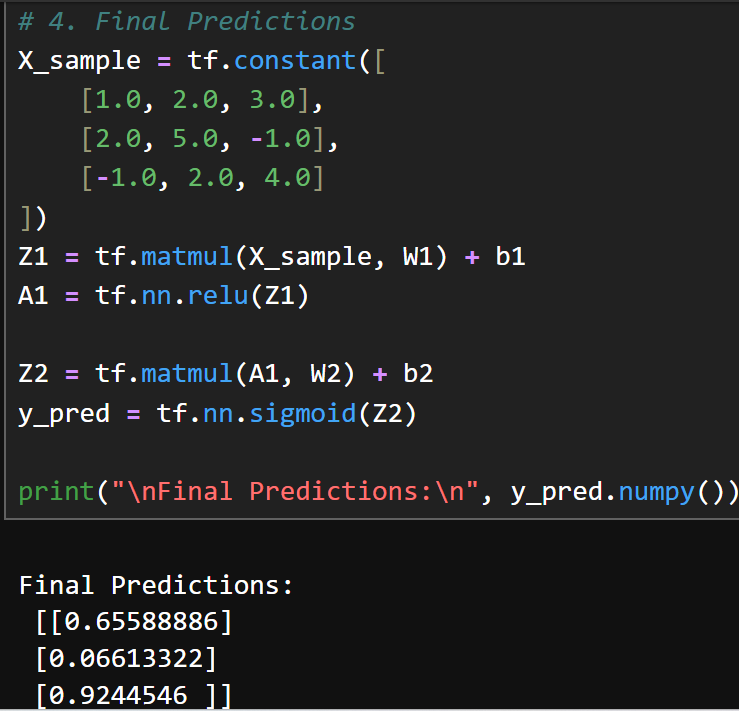 # 4. Final Predictions
X_sample = tf.constant([
    [1.0, 2.0, 3.0],
    [2.0, 5.0, -1.0],
    [-1.0, 2.0, 4.0]
])
Z1 = tf.matmul(X_sample, W1) + b1
A1 = tf.nn.relu(Z1)
Z2 = tf.matmul(A1, W2) + b2
y_pred = tf.nn.sigmoid(Z2)
print("\nFinal Predictions:\n", y_pred.numpy())
Final Predictions:
 [[0.65588886]
 [0.06613322]
 [0.9244546 ]]